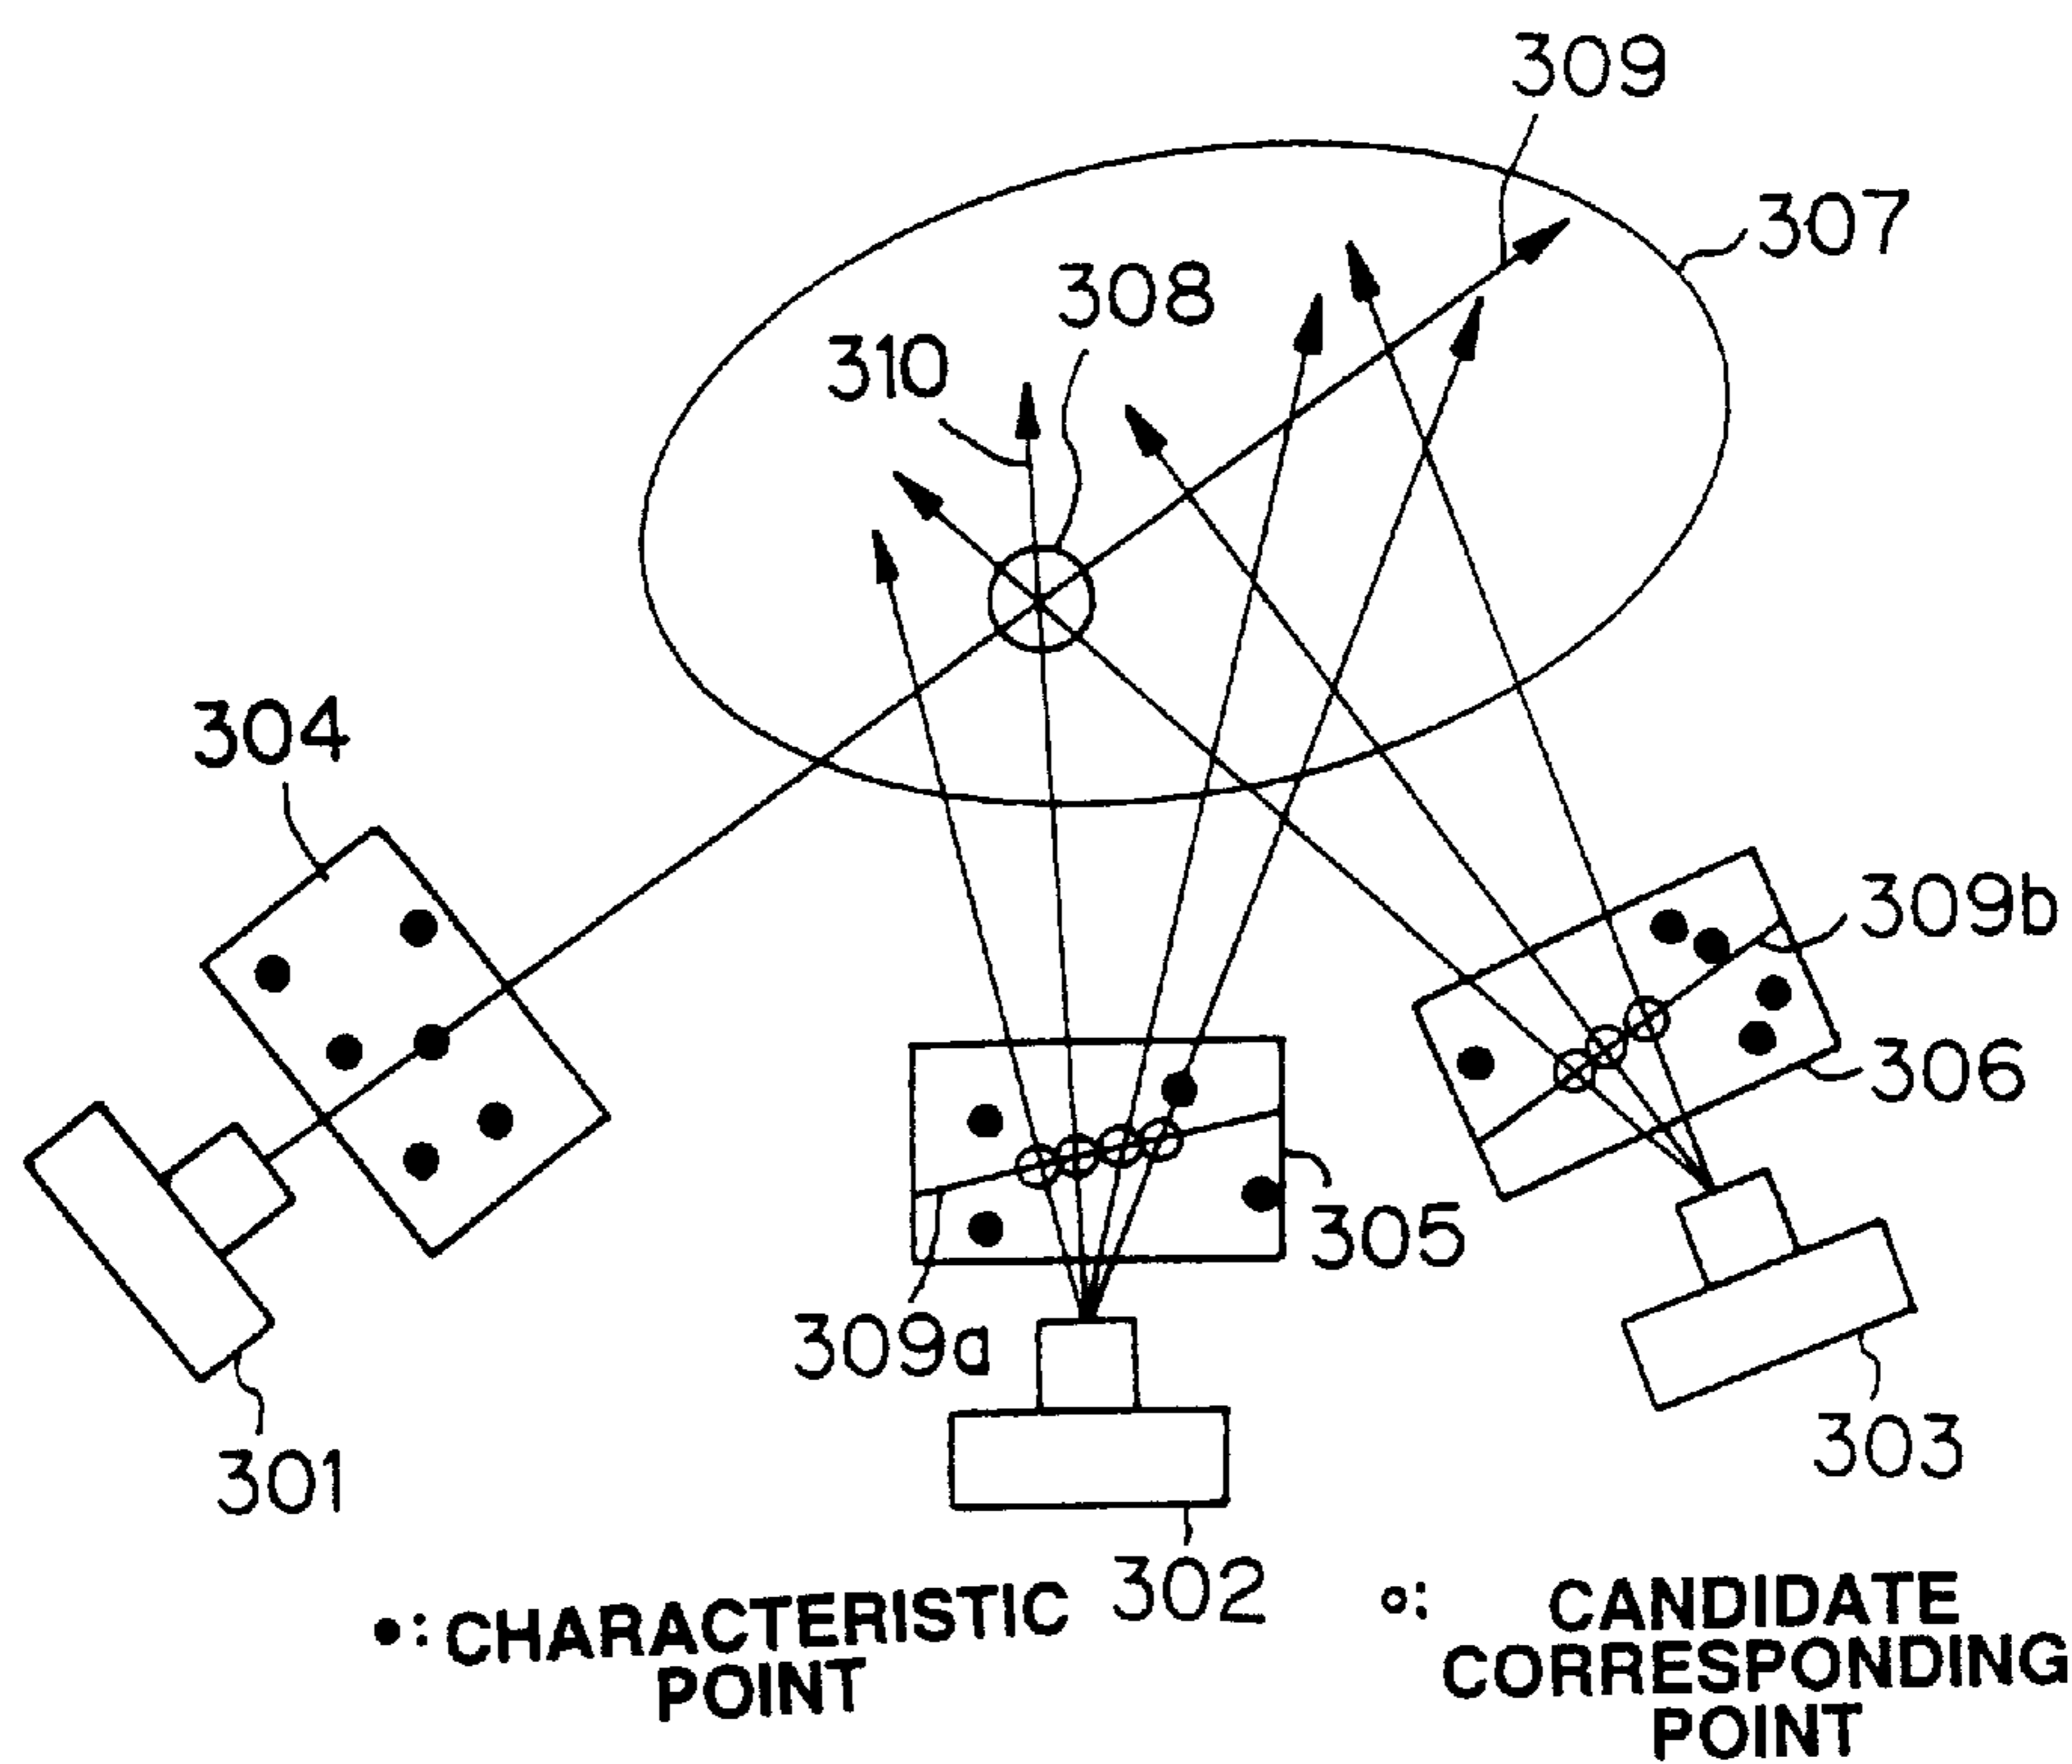 309
307
308
310
304
309b
306
305
309a
303
301
302
●: CHARACTERISTIC
POINT
o: CANDIDATE
CORRESPONDING
POINT